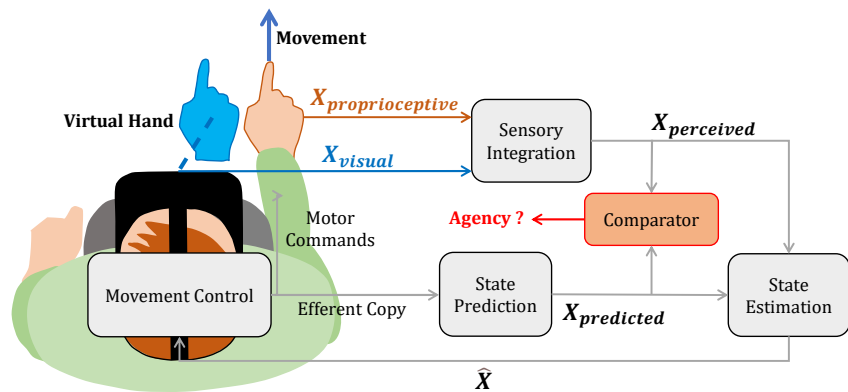 Movement
X_proprioceptive
Virtual Hand
Sensory
Integration
X_perceived
X_visual
Agency ?
Comparator
Motor
Commands
Movement Control
Efferent Copy
State
Prediction
X_predicted
State
Estimation
X̂